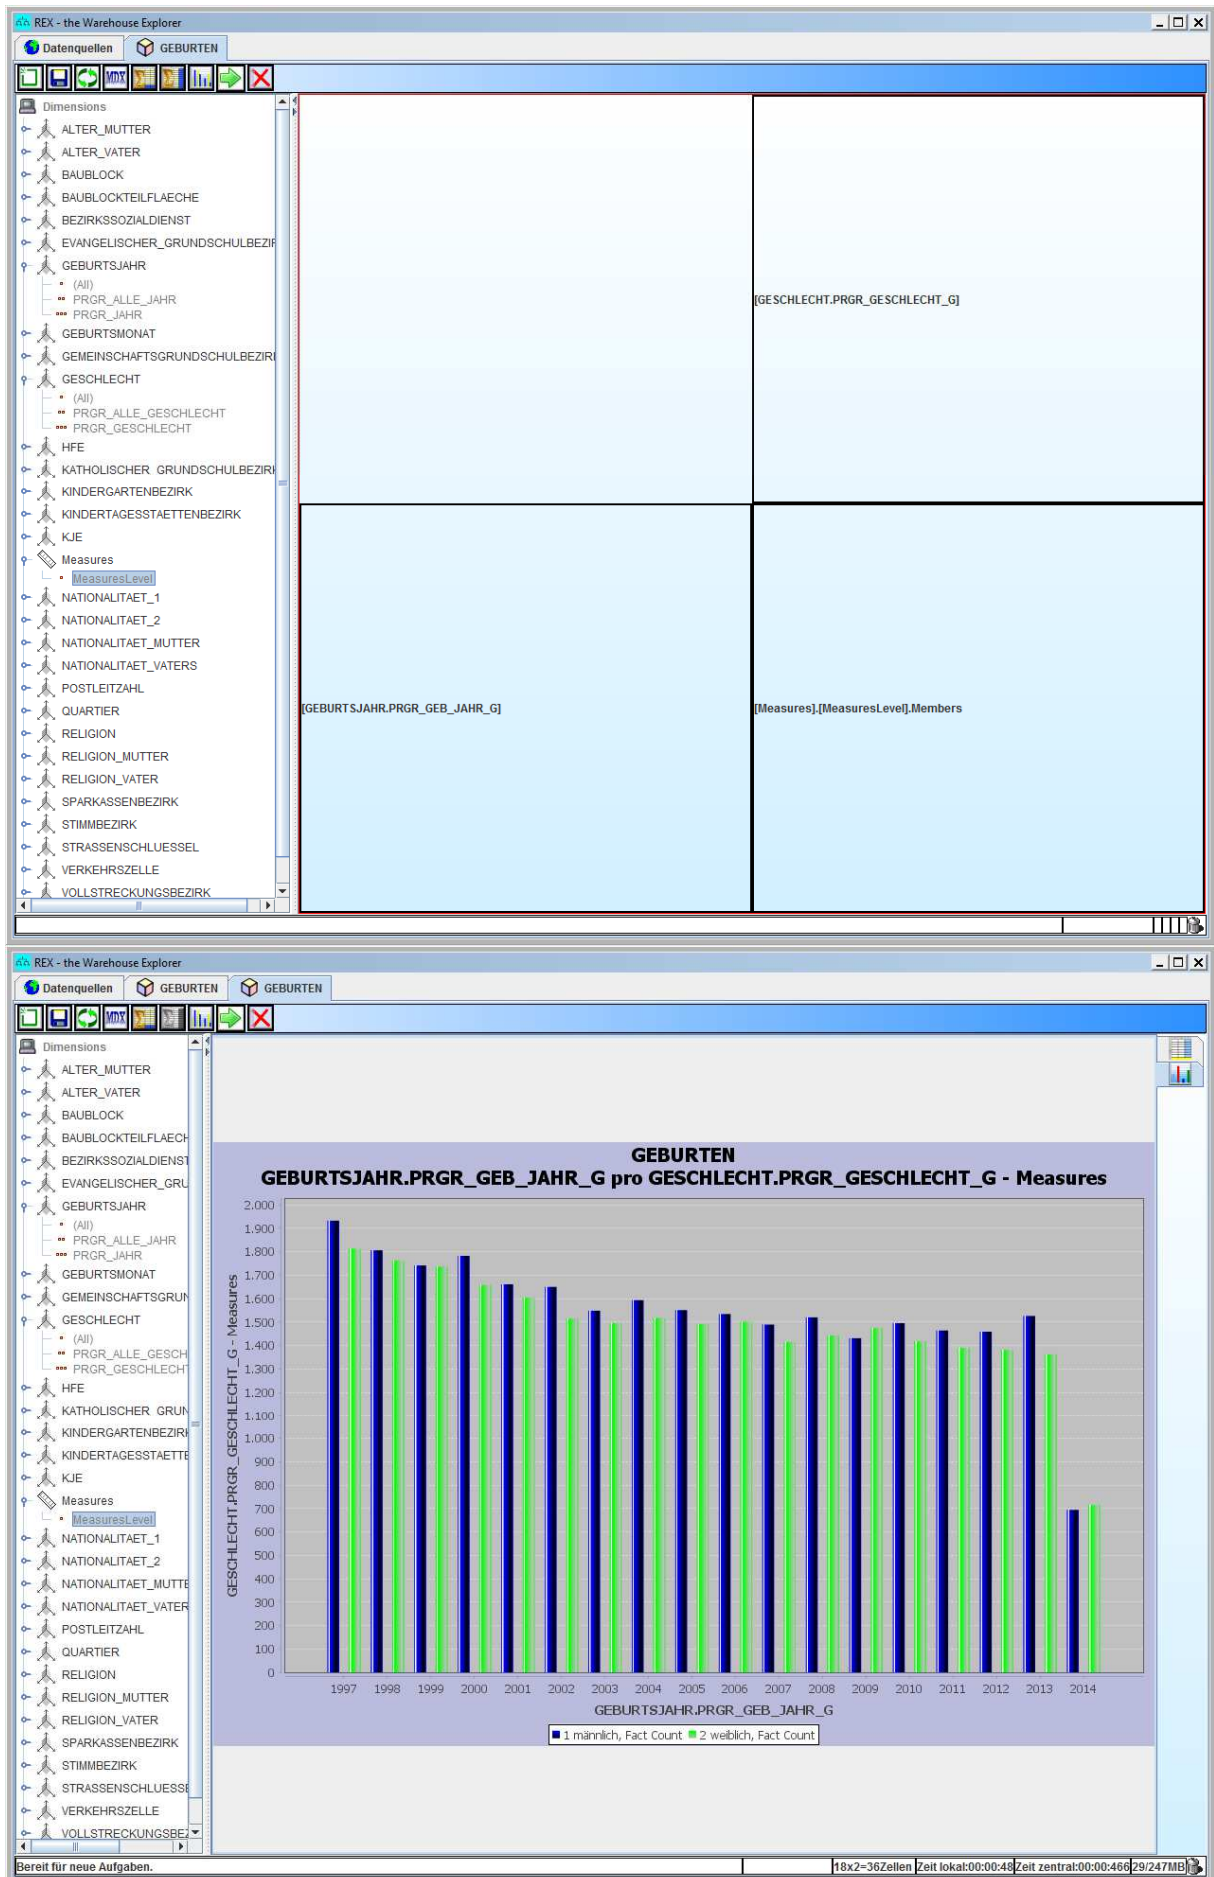 REX - the Warehouse Explorer
Datenquellen
GEBURTEN
MDX
Dimensions
ALTER_MUTTER
ALTER_VATER
BAUBLOCK
BAUBLOCKTEILFLAECHE
BEZIRKSSOZIALDIENST
EVANGELISCHER_GRUNDSCHULBEZIF
GEBURTSJAHR
(All)
PRGR_ALLE_JAHR
PRGR_JAHR
GEBURTSMONAT
GEMEINSCHAFTSGRUNDSCHULBEZIRI
GESCHLECHT
(All)
PRGR_ALLE_GESCHLECHT
PRGR_GESCHLECHT
HFE
KATHOLISCHER_GRUNDSCHULBEZIRI
KINDERGARTENBEZIRK
KINDERTAGESSTAETTENBEZIRK
KJE
Measures
MeasuresLevel
NATIONALITAET_1
NATIONALITAET_2
NATIONALITAET_MUTTER
NATIONALITAET_VATERS
POSTLEITZAHL
QUARTIER
RELIGION
RELIGION_MUTTER
RELIGION_VATER
SPARKASSENBEZIRK
STIMMBEZIRK
STRASSENSCHLUESSEL
VERKEHRSZELLE
VOLLSTRECKUNGSBEZIRK
[GESCHLECHT.PRGR_GESCHLECHT_G]
[GEBURTSJAHR.PRGR_GEB_JAHR_G]
[Measures].[MeasuresLevel].Members
REX - the Warehouse Explorer
Datenquellen
GEBURTEN
GEBURTEN
MDX
Dimensions
ALTER_MUTTER
ALTER_VATER
BAUBLOCK
BAUBLOCKTEILFLAECH
BEZIRKSSOZIALDIENST
EVANGELISCHER_GRU
GEBURTSJAHR
(All)
PRGR_ALLE_JAHR
PRGR_JAHR
GEBURTSMONAT
GEMEINSCHAFTSGRUN
GESCHLECHT
(All)
PRGR_ALLE_GESCH
PRGR_GESCHLECHT
HFE
KATHOLISCHER_GRUN
KINDERGARTENBEZIRK
KINDERTAGESSTAETTE
KJE
Measures
MeasuresLevel
NATIONALITAET_1
NATIONALITAET_2
NATIONALITAET_MUTTE
NATIONALITAET_VATER
POSTLEITZAHL
QUARTIER
RELIGION
RELIGION_MUTTER
RELIGION_VATER
SPARKASSENBEZIRK
STIMMBEZIRK
STRASSENSCHLUESSE
VERKEHRSZELLE
VOLLSTRECKUNGSBEZ
GEBURTEN
GEBURTSJAHR.PRGR_GEB_JAHR_G pro GESCHLECHT.PRGR_GESCHLECHT_G - Measures
GESCHLECHT.PRGR_GESCHLECHT_G - Measures
2.000
1.900
1.800
1.700
1.600
1.500
1.400
1.300
1.200
1.100
1.000
900
800
700
600
500
400
300
200
100
0
1997 1998 1999 2000 2001 2002 2003 2004 2005 2006 2007 2008 2009 2010 2011 2012 2013 2014
GEBURTSJAHR.PRGR_GEB_JAHR_G
1 männlich, Fact Count 2 weiblich, Fact Count
Bereit für neue Aufgaben.
18x2=36Zellen Zeit lokal:00:00:48 Zeit zentral:00:00:466 29/247MB